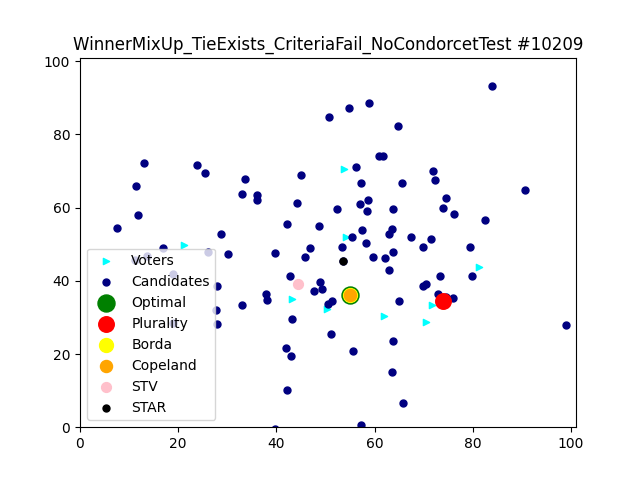 WinnerMixUp_TieExists_CriteriaFail_NoCondorcetTest #10209
100
80
60
40
20
0
Voters
Candidates
Optimal
Plurality
Borda
Copeland
STV
STAR
0 20 40 60 80 100